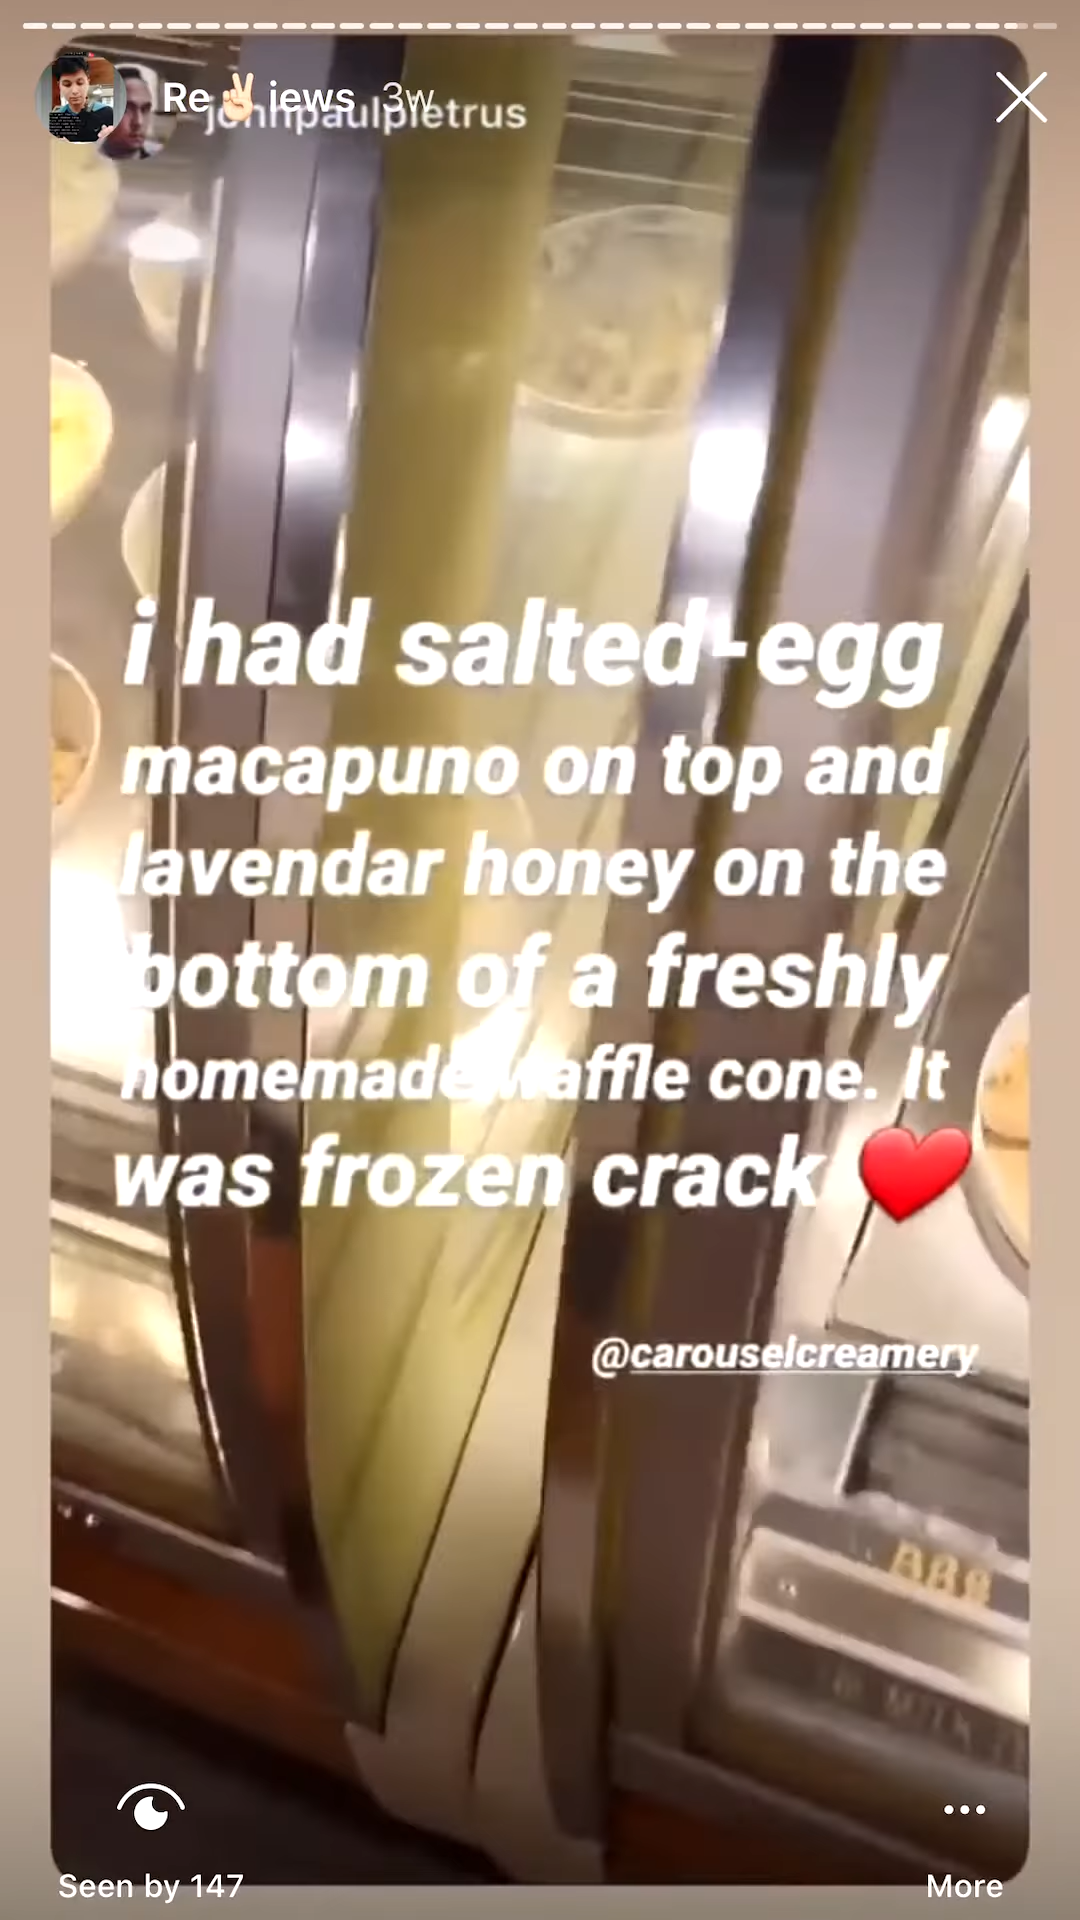 Re✌🏻iews 3w
johnpaulpietrus
i had salted-egg
macapuno on top and
lavendar honey on the
bottom of a freshly
homemade waffle cone. It
was frozen crack ❤️
@carouselcreamery
Seen by 147
More